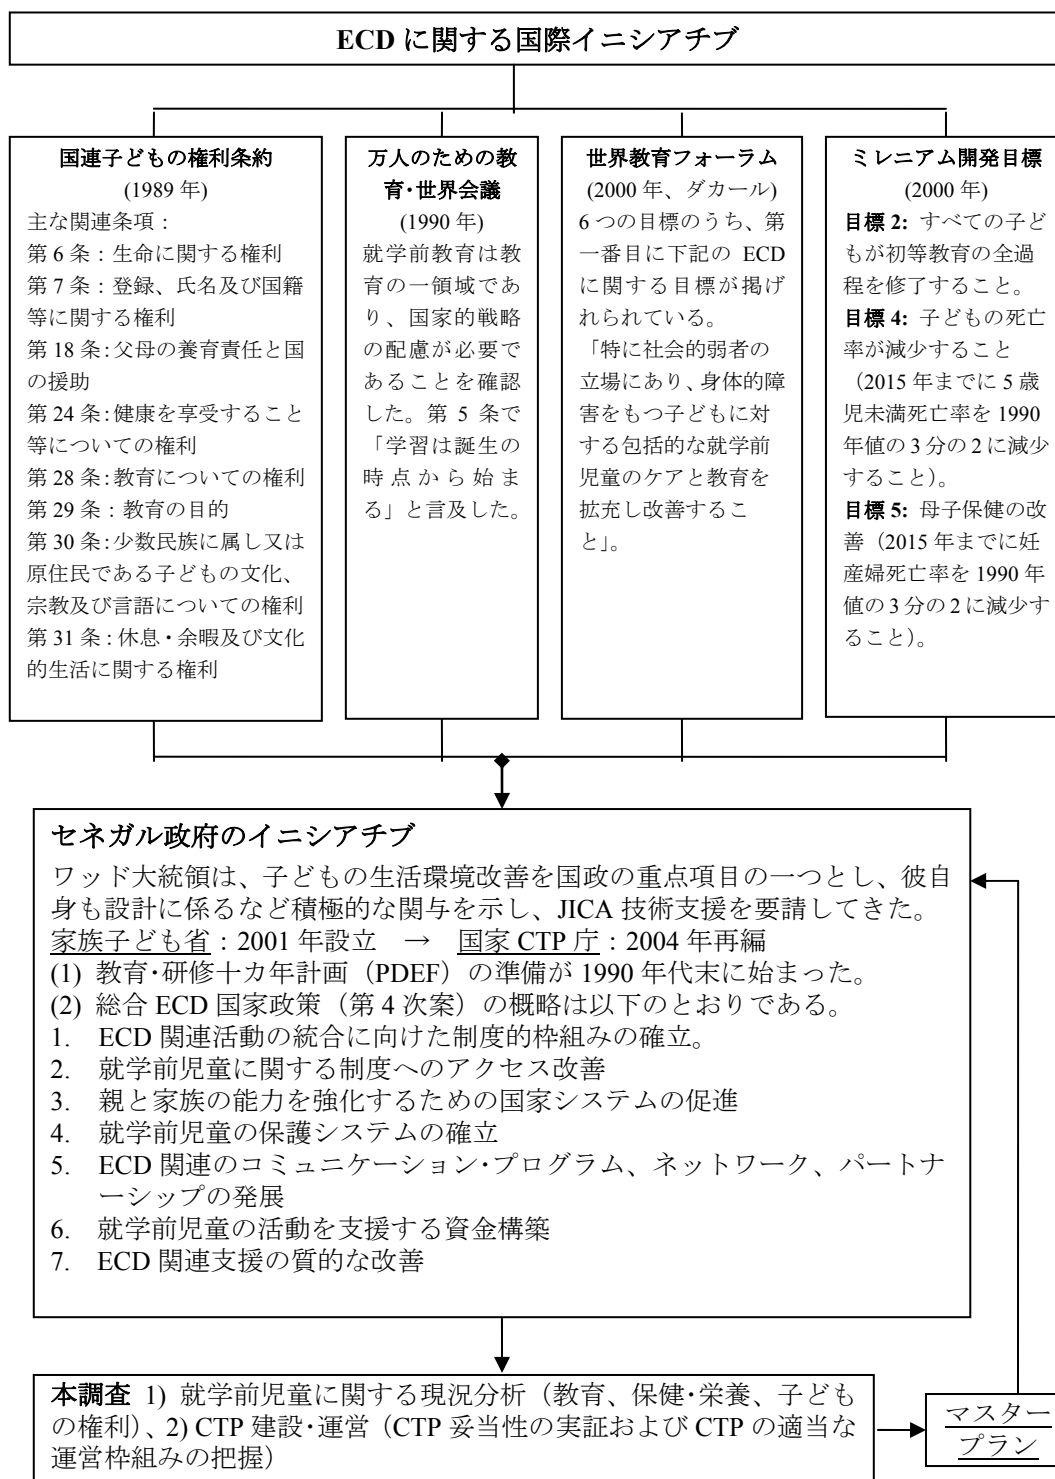 ECD に関する国際イニシアチブ
国連子どもの権利条約
(1989 年)
主な関連条項：
第 6 条：生命に関する権利
第 7 条：登録、氏名及び国籍
等に関する権利
第 18 条：父母の養育責任と国
の援助
第 24 条：健康を享受すること
等についての権利
第 28 条：教育についての権利
第 29 条：教育の目的
第 30 条：少数民族に属し又は
原住民である子どもの文化、
宗教及び言語についての権利
第 31 条：休息・余暇及び文化
的生活に関する権利
万人のための教
育・世界会議
(1990 年)
就学前教育は教
育の一領域であ
り、国家的戦略
の配慮が必要で
あることを確認
した。第 5 条で
「学習は誕生の
時点から始ま
る」と言及した。
世界教育フォーラム
(2000 年、ダカール)
6 つの目標のうち、第
一番目に下記の ECD
に関する目標が掲げ
れられている。
「特に社会的弱者の
立場にあり、身体的障
害をもつ子どもに対
する包括的な就学前
児童のケアと教育を
拡充し改善するこ
と」。
ミレニアム開発目標
(2000 年)
目標 2: すべての子ど
もが初等教育の全過
程を修了すること。
目標 4: 子どもの死亡
率が減少すること
（2015 年までに 5 歳
児未満死亡率を 1990
年値の 3 分の 2 に減少
すること）。
目標 5: 母子保健の改
善（2015 年までに妊
産婦死亡率を 1990 年
値の 3 分の 2 に減少す
ること）。
セネガル政府のイニシアチブ
ワッド大統領は、子どもの生活環境改善を国政の重点項目の一つとし、彼自
身も設計に係るなど積極的な関与を示し、JICA 技術支援を要請してきた。
家族子ども省：2001 年設立 → 国家 CTP 庁：2004 年再編
(1) 教育・研修十カ年計画（PDEF）の準備が 1990 年代末に始まった。
(2) 総合 ECD 国家政策（第 4 次案）の概略は以下のとおりである。
1. ECD 関連活動の統合に向けた制度的枠組みの確立。
2. 就学前児童に関する制度へのアクセス改善
3. 親と家族の能力を強化するための国家システムの促進
4. 就学前児童の保護システムの確立
5. ECD 関連のコミュニケーション・プログラム、ネットワーク、パートナ
ーシップの発展
6. 就学前児童の活動を支援する資金構築
7. ECD 関連支援の質的な改善
本調査 1) 就学前児童に関する現況分析（教育、保健・栄養、子ども
の権利）、2) CTP 建設・運営（CTP 妥当性の実証および CTP の適当な
運営枠組みの把握）
マスター
プラン